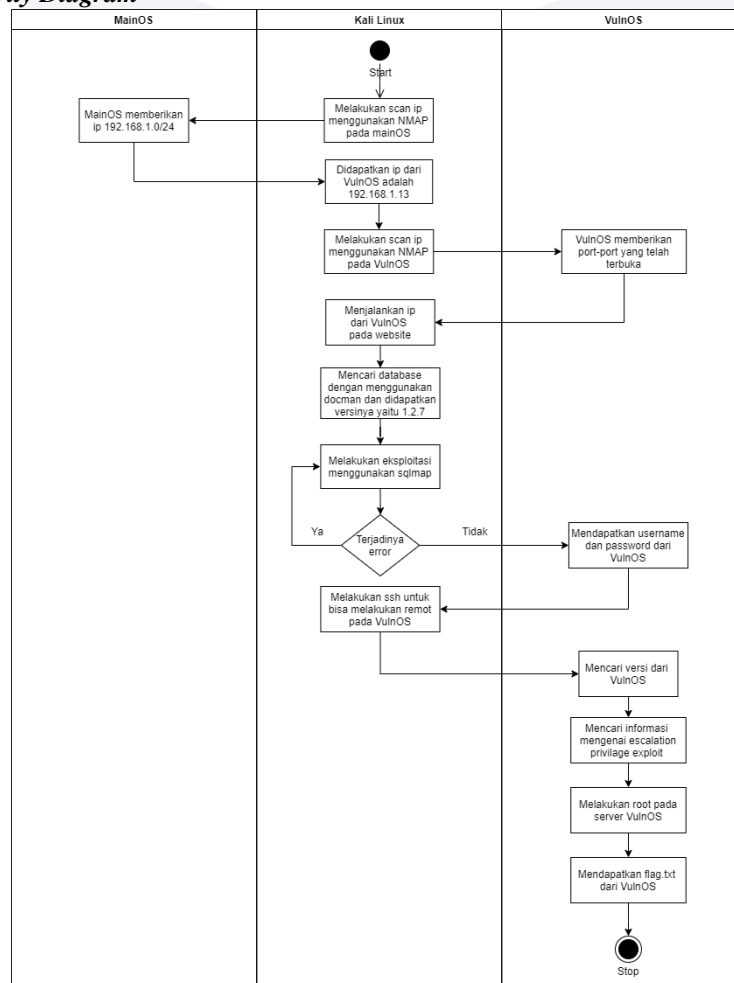 Diagram
MainOS
Kali Linux
VulnOS
Start
Melakukan scan ip
menggunakan NMAP
pada mainOS
MainOS memberikan
ip 192.168.1.0/24
Didapatkan ip dari
VulnOS adalah
192.168.1.13
Melakukan scan ip
menggunakan NMAP
pada VulnOS
VulnOS memberikan
port-port yang telah
terbuka
Menjalankan ip
dari VulnOS
pada website
Mencari database
dengan menggunakan
docman dan didapatkan
versinya yaitu 1.2.7
Melakukan eksploitasi
menggunakan sqlmap
Ya
Terjadinya
error
Tidak
Mendapatkan username
dan password dari
VulnOS
Melakukan ssh untuk
bisa melakukan remot
pada VulnOS
Mencari versi dari
VulnOS
Mencari informasi
mengenai escalation
privilage exploit
Melakukan root pada
server VulnOS
Mendapatkan flag.txt
dari VulnOS
Stop